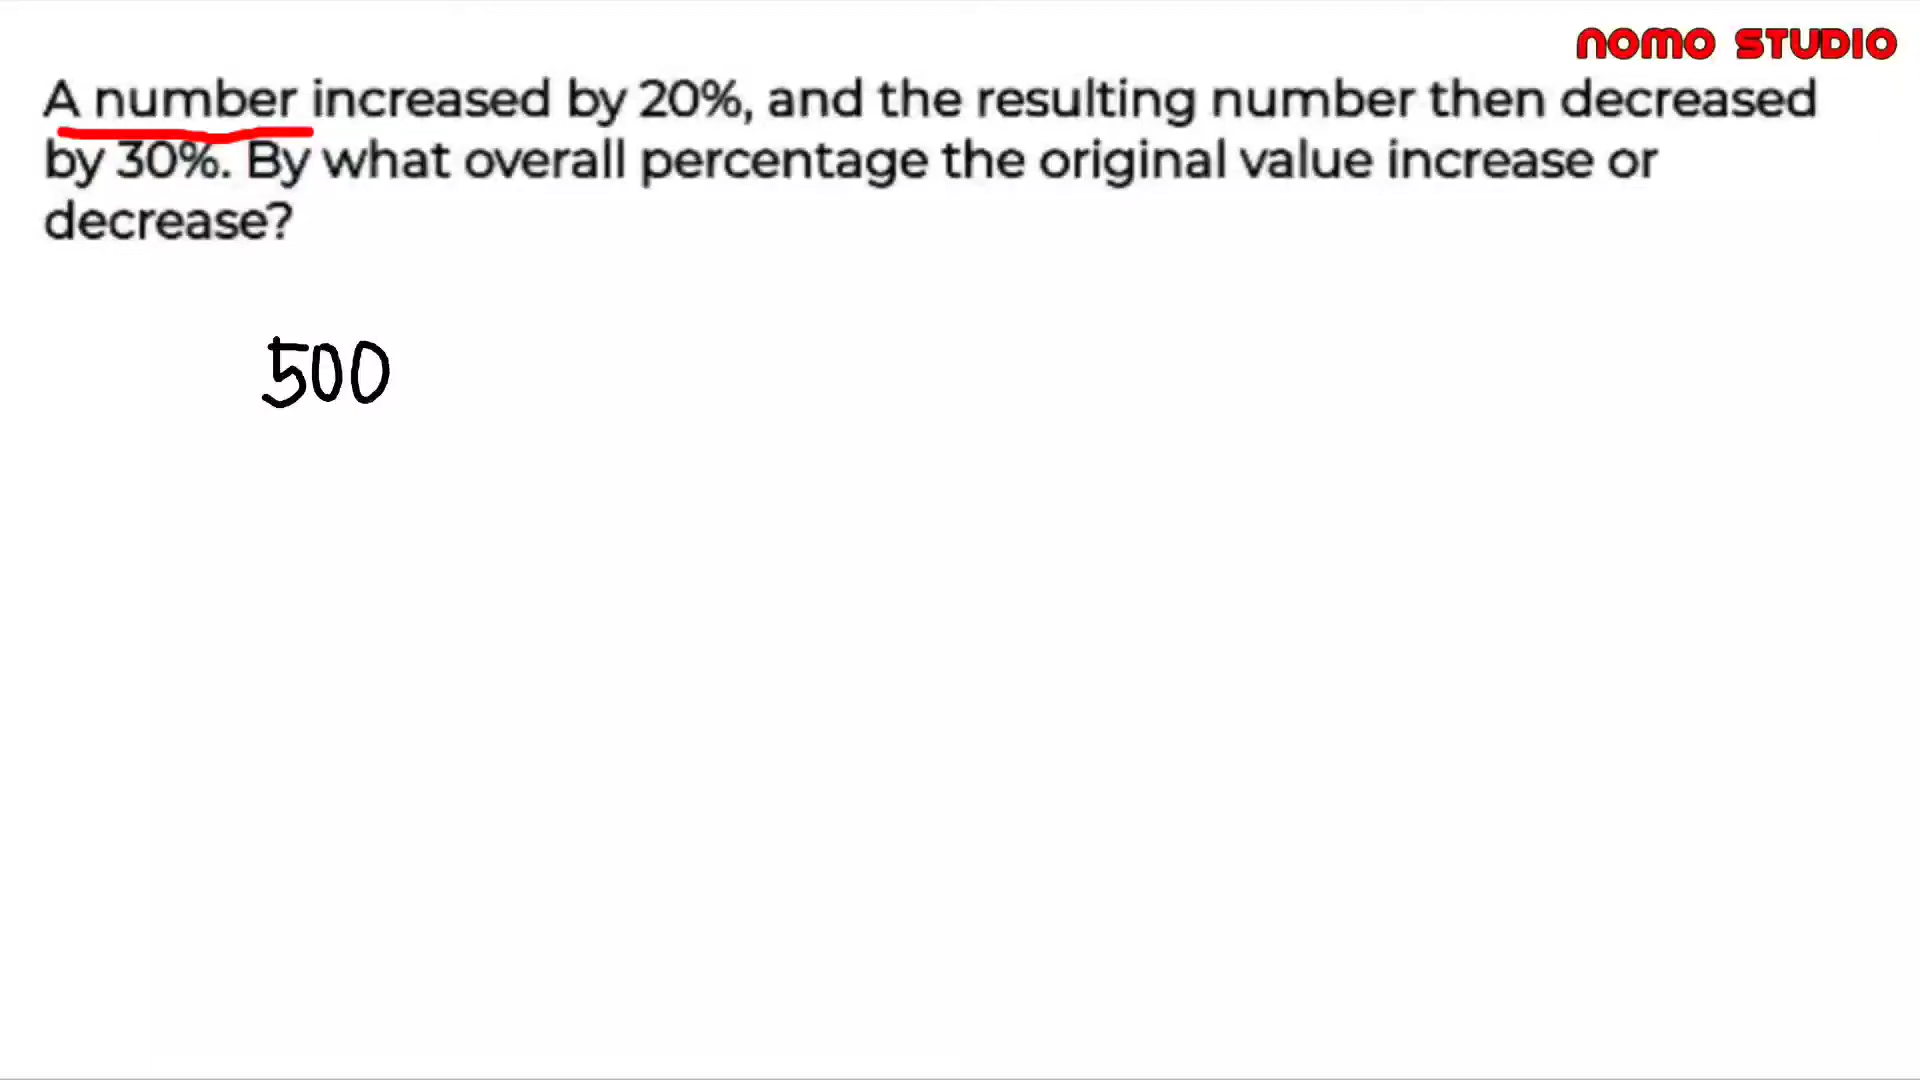 NOMO STUDIO
A number increased by 20%, and the resulting number then decreased
by 30%. By what overall percentage the original value increase or
decrease?
500